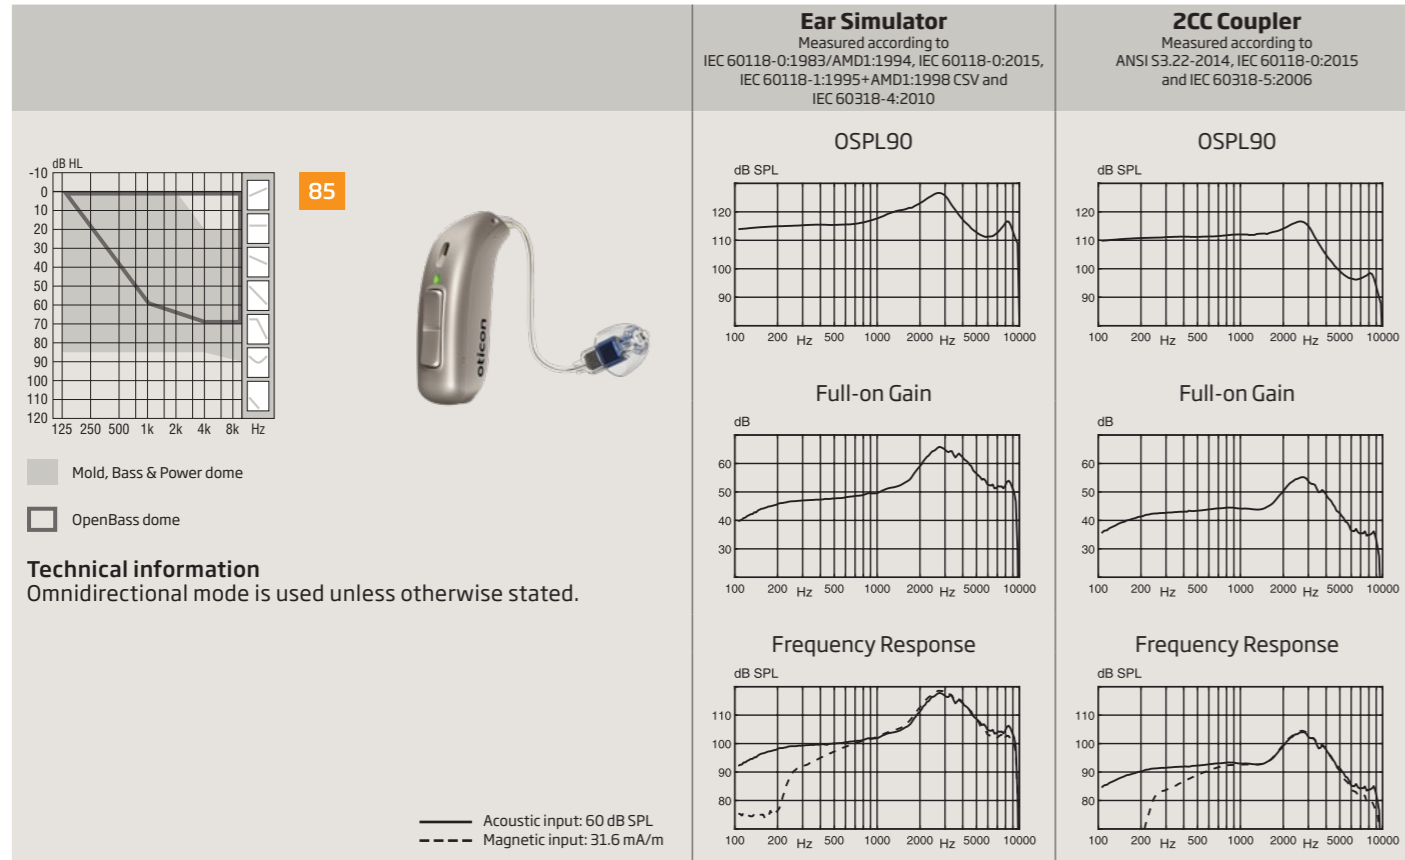 Ear Simulator
Measured according to
IEC 60118-0:1983/AMD1:1994, IEC 60118-0:2015,
IEC 60118-1:1995+AMD1:1998 CSV and
IEC 60318-4:2010
2CC Coupler
Measured according to
ANSI S3.22-2014, IEC 60118-0:2015
and IEC 60318-5:2006
dB HL
-10
0
10
20
30
40
50
60
70
80
90
100
110
120
125 250 500 1k 2k 4k 8k Hz
85
oticon
Mold, Bass & Power dome
OpenBass dome
Technical information
Omnidirectional mode is used unless otherwise stated.
Acoustic input: 60 dB SPL
Magnetic input: 31.6 mA/m
OSPL90
dB SPL
120
110
100
90
100 200 Hz 500 1000 2000 Hz 5000 10000
Full-on Gain
dB
60
50
40
30
100 200 Hz 500 1000 2000 Hz 5000 10000
Frequency Response
dB SPL
110
100
90
80
100 200 Hz 500 1000 2000 Hz 5000 10000
OSPL90
dB SPL
120
110
100
90
100 200 Hz 500 1000 2000 Hz 5000 10000
Full-on Gain
dB
60
50
40
30
100 200 Hz 500 1000 2000 Hz 5000 10000
Frequency Response
dB SPL
110
100
90
80
100 200 Hz 500 1000 2000 Hz 5000 10000